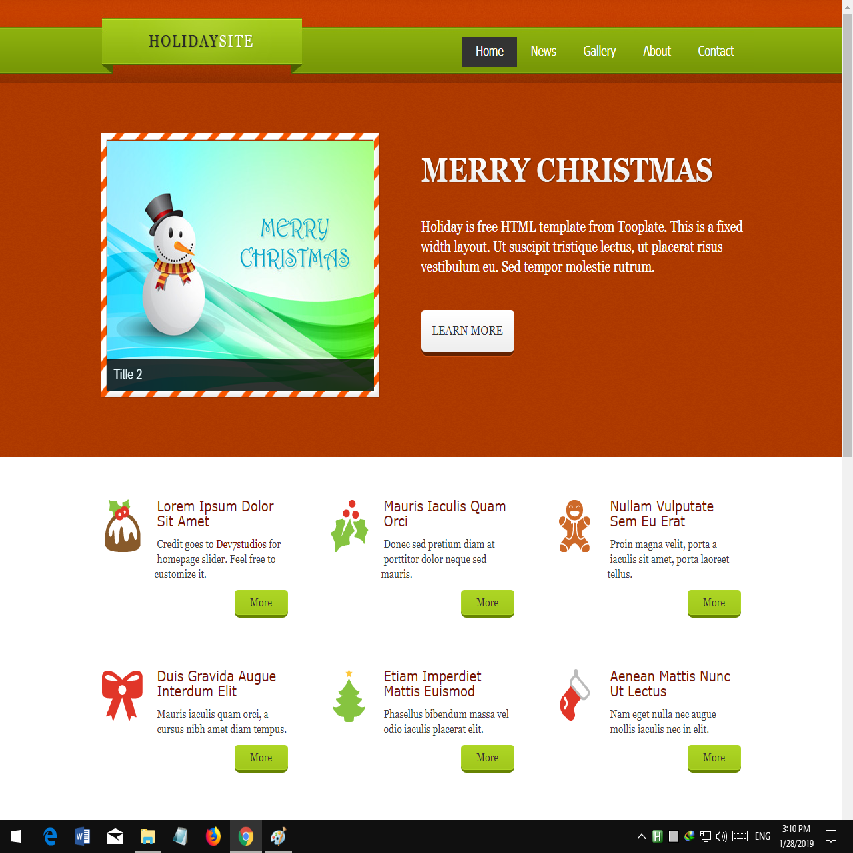 HOLIDAYSITE
Home News Gallery About Contact
MERRY
CHRISTMAS
Title 2
MERRY CHRISTMAS
Holiday is free HTML template from Tooplate. This is a fixed
width layout. Ut suscipit tristique lectus, ut placerat risus
vestibulum eu. Sed tempor molestie rutrum.
LEARN MORE
Lorem Ipsum Dolor
Sit Amet
Credit goes to Dev7studios for
homepage slider. Feel free to
customize it.
More
Mauris Iaculis Quam
Orci
Donec sed pretium diam at
porttitor dolor neque sed
mauris.
More
Nullam Vulputate
Sem Eu Erat
Proin magna velit, porta a
iaculis sit amet, porta laoreet
tellus.
More
Duis Gravida Augue
Interdum Elit
Mauris iaculis quam orci, a
cursus nibh amet diam tempus.
More
Etiam Imperdiet
Mattis Euismod
Phasellus bibendum massa vel
odio iaculis placerat elit.
More
Aenean Mattis Nunc
Ut Lectus
Nam eget nulla nec augue
mollis iaculis nec in elit.
More
ENG
3:10 PM
1/28/2019